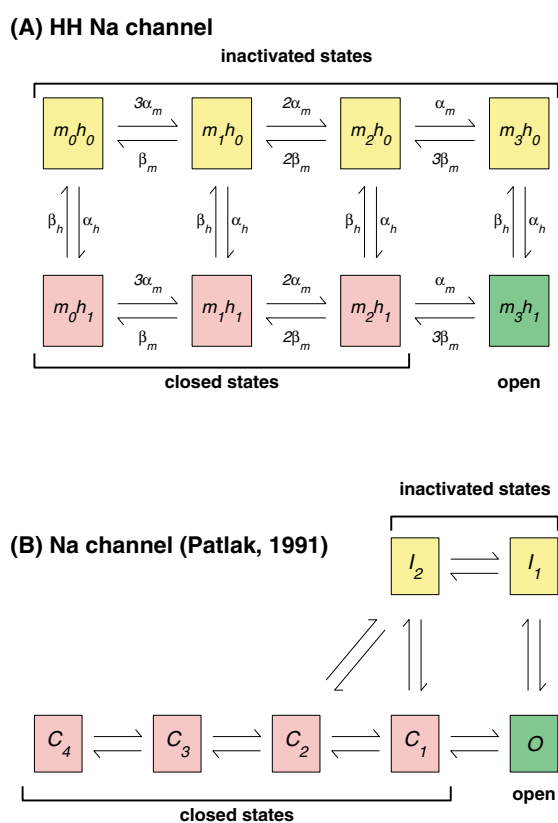 (A) HH Na channel
inactivated states
3αₘ 2αₘ αₘ
m₀h₀ m₁h₀ m₂h₀ m₃h₀
βₘ 2βₘ 3βₘ
βₕ αₕ βₕ αₕ βₕ αₕ βₕ αₕ
3αₘ 2αₘ αₘ
m₀h₁ m₁h₁ m₂h₁ m₃h₁
βₘ 2βₘ 3βₘ
closed states open
inactivated states
(B) Na channel (Patlak, 1991)
I₂ I₁
C₄ C₃ C₂ C₁ O
closed states open